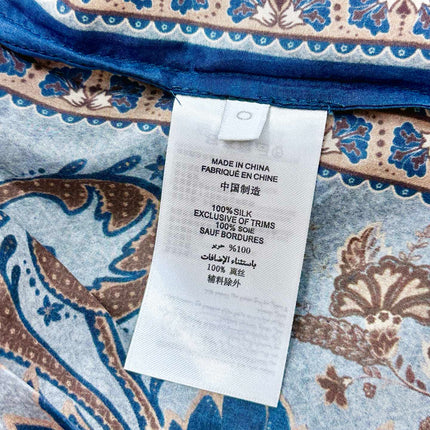 0
MADE IN CHINA
FABRIQUÉ EN CHINE
中国制造
100% SILK
EXCLUSIVE OF TRIMS
100% SOIE
SAUF BORDURES
%100 حرير
باستثناء الإضافات
100% 真丝
辅料除外